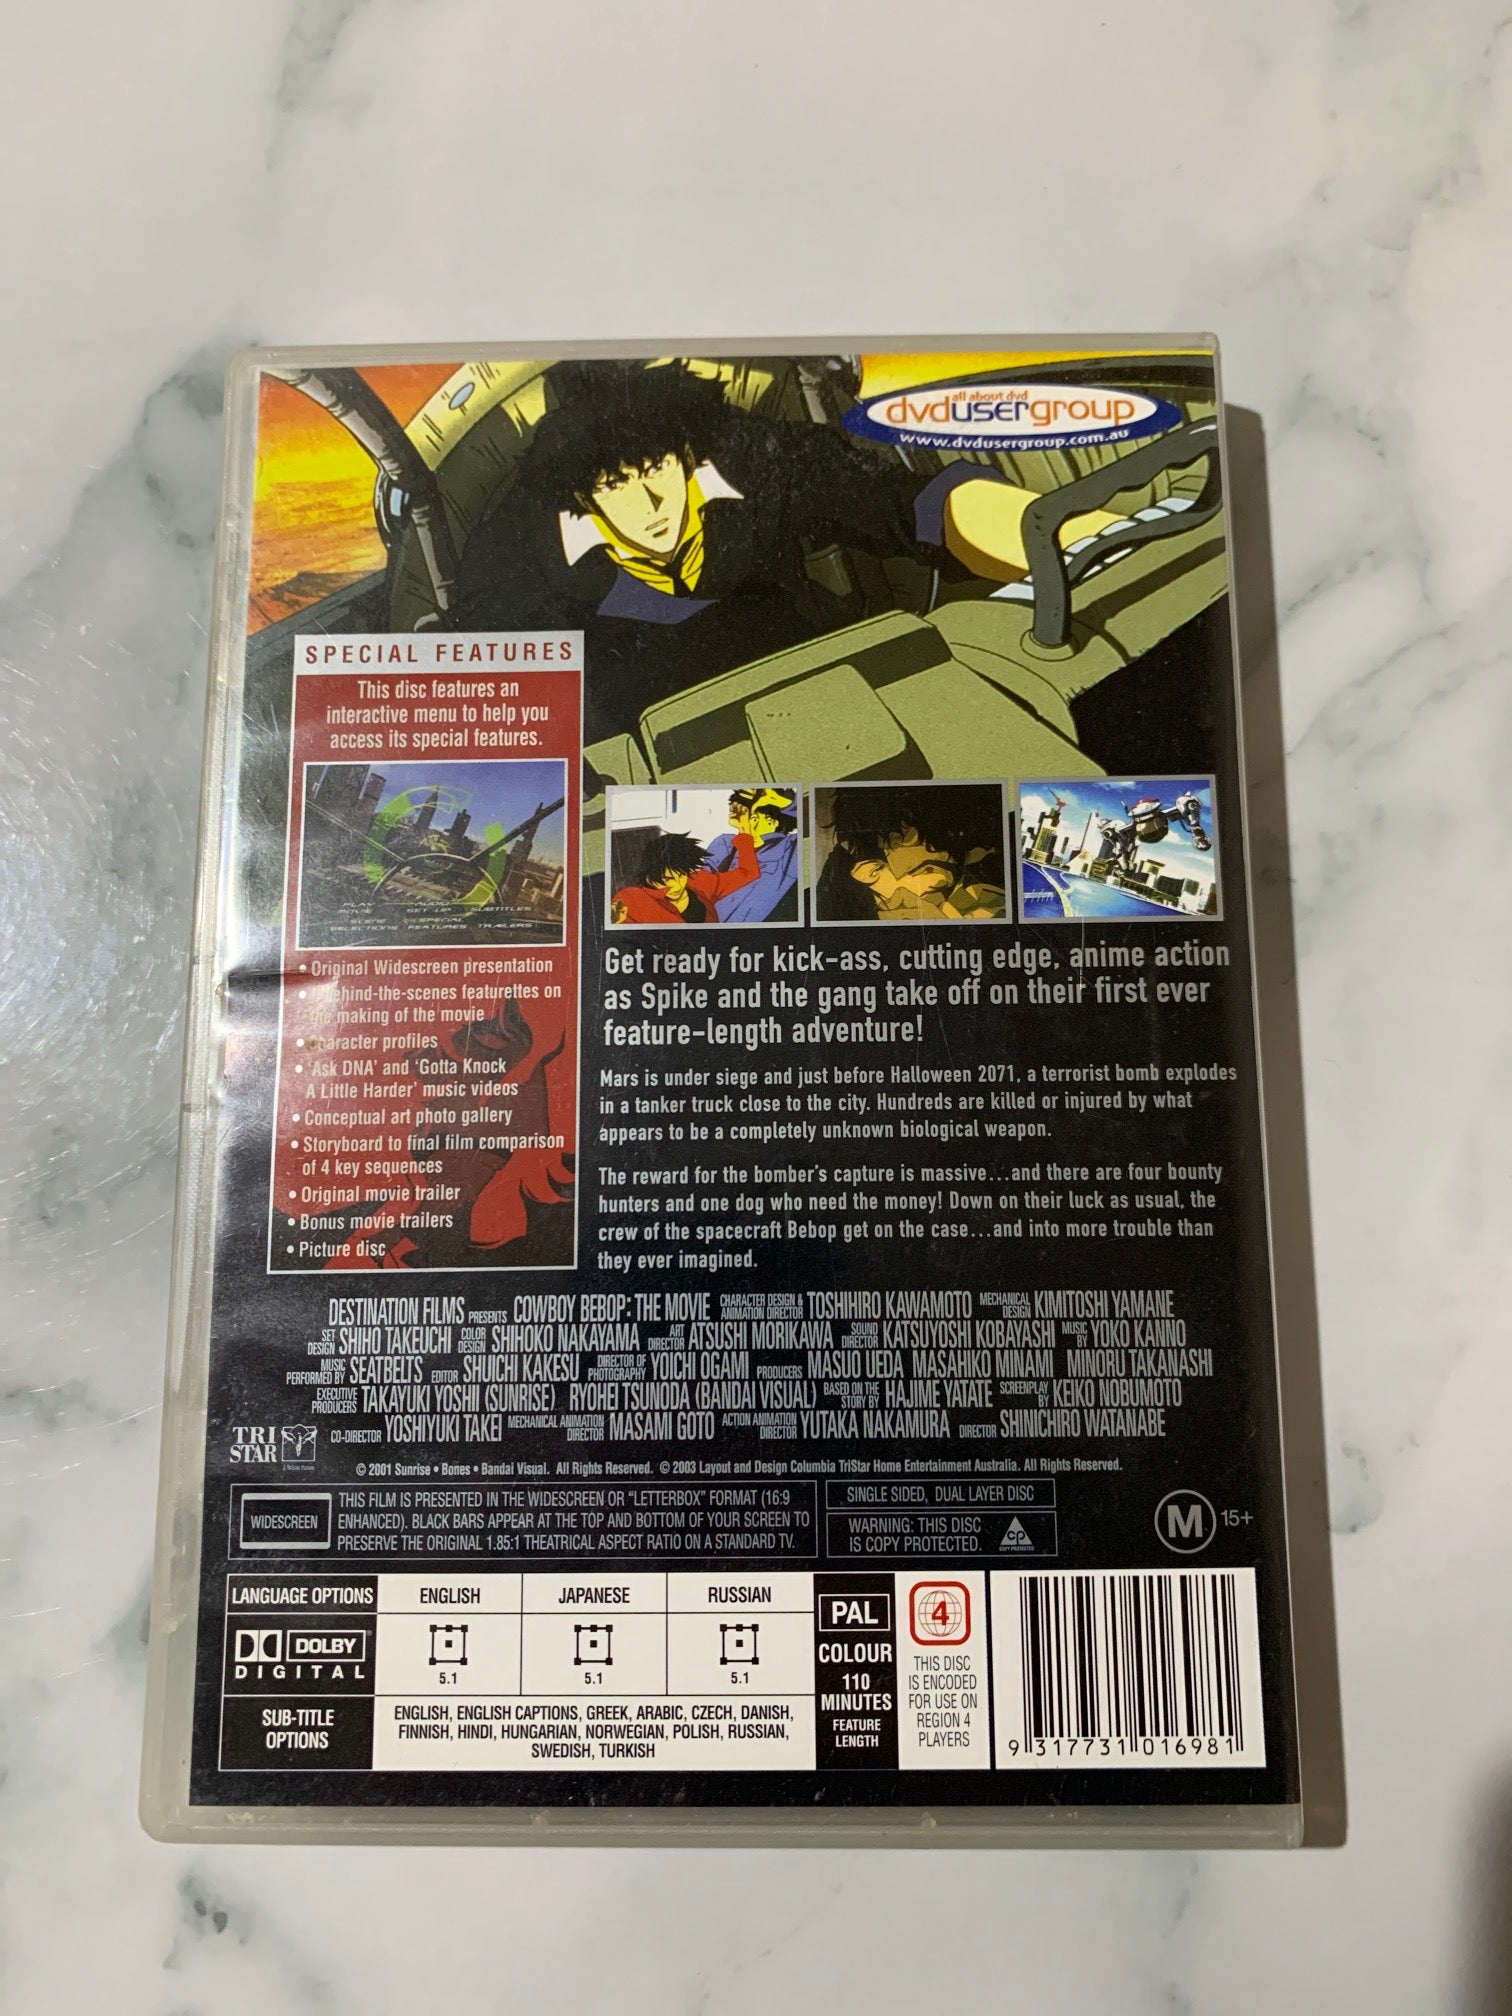 all about dvd
dvdusergroup
www.dvdusergroup.com.au
SPECIAL FEATURES
This disc features an
interactive menu to help you
access its special features.
PLAY MOVIE
AUDIO SET UP
SUBTITLES
SCENE SELECTIONS
SPECIAL FEATURES
TRAILERS
• Original Widescreen presentation
featurettes on
making of the movie
• profiles
• 'Ask DNA' and 'Gotta Knock
A Little Harder' music videos
• Conceptual art photo gallery
• Storyboard to final film comparison
of 4 key sequences
• Original movie trailer
• Bonus movie trailers
• Picture disc
Get ready for kick-ass, cutting edge, anime action
as Spike and the gang take off on their first ever
feature-length adventure!
Mars is under siege and just before Halloween 2071, a terrorist bomb explodes
in a tanker truck close to the city. Hundreds are killed or injured by what
appears to be a completely unknown biological weapon.
The reward for the bomber's capture is massive...and there are four bounty
hunters and one dog who need the money! Down on their luck as usual, the
crew of the spacecraft Bebop get on the case...and into more trouble than
they ever imagined.
DESTINATION FILMS PRESENTS COWBOY BEBOP: THE MOVIE CHARACTER DESIGN & ANIMATION DIRECTOR TOSHIHIRO KAWAMOTO MECHANICAL DESIGN KIMITOSHI YAMANE
SET DESIGN SHIHO TAKEUCHI COLOR DESIGN SHIHOKO NAKAYAMA ART DIRECTOR ATSUSHI MORIKAWA SOUND DIRECTOR KATSUYOSHI KOBAYASHI MUSIC BY YOKO KANNO
MUSIC PERFORMED BY SEATBELTS EDITOR SHUICHI KAKESU DIRECTOR OF PHOTOGRAPHY YOICHI OGAMI PRODUCERS MASUO UEDA MASAHIKO MINAMI MINORU TAKANASHI
EXECUTIVE PRODUCERS TAKAYUKI YOSHII (SUNRISE) RYOHEI TSUNODA (BANDAI VISUAL) BASED ON THE STORY BY HAJIME YATATE SCREENPLAY BY KEIKO NOBUMOTO
CO-DIRECTOR YOSHIYUKI TAKEI MECHANICAL ANIMATION DIRECTOR MASAMI GOTO ACTION ANIMATION DIRECTOR YUTAKA NAKAMURA DIRECTOR SHINICHIRO WATANABE
TRI
STAR
© 2001 Sunrise • Bones • Bandai Visual. All Rights Reserved. © 2003 Layout and Design Columbia TriStar Home Entertainment Australia. All Rights Reserved.
WIDESCREEN
THIS FILM IS PRESENTED IN THE WIDESCREEN OR "LETTERBOX" FORMAT (16:9
ENHANCED). BLACK BARS APPEAR AT THE TOP AND BOTTOM OF YOUR SCREEN TO
PRESERVE THE ORIGINAL 1.85:1 THEATRICAL ASPECT RATIO ON A STANDARD TV.
SINGLE SIDED, DUAL LAYER DISC
WARNING: THIS DISC
IS COPY PROTECTED.
CP
COPY PROTECTED
M 15+
LANGUAGE OPTIONS
ENGLISH
JAPANESE
RUSSIAN
DOLBY
DIGITAL
5.1
5.1
5.1
SUB-TITLE
OPTIONS
ENGLISH, ENGLISH CAPTIONS, GREEK, ARABIC, CZECH, DANISH,
FINNISH, HINDI, HUNGARIAN, NORWEGIAN, POLISH, RUSSIAN,
SWEDISH, TURKISH
PAL
COLOUR
110
MINUTES
FEATURE
LENGTH
4
THIS DISC
IS ENCODED
FOR USE ON
REGION 4
PLAYERS
9 317731 016981